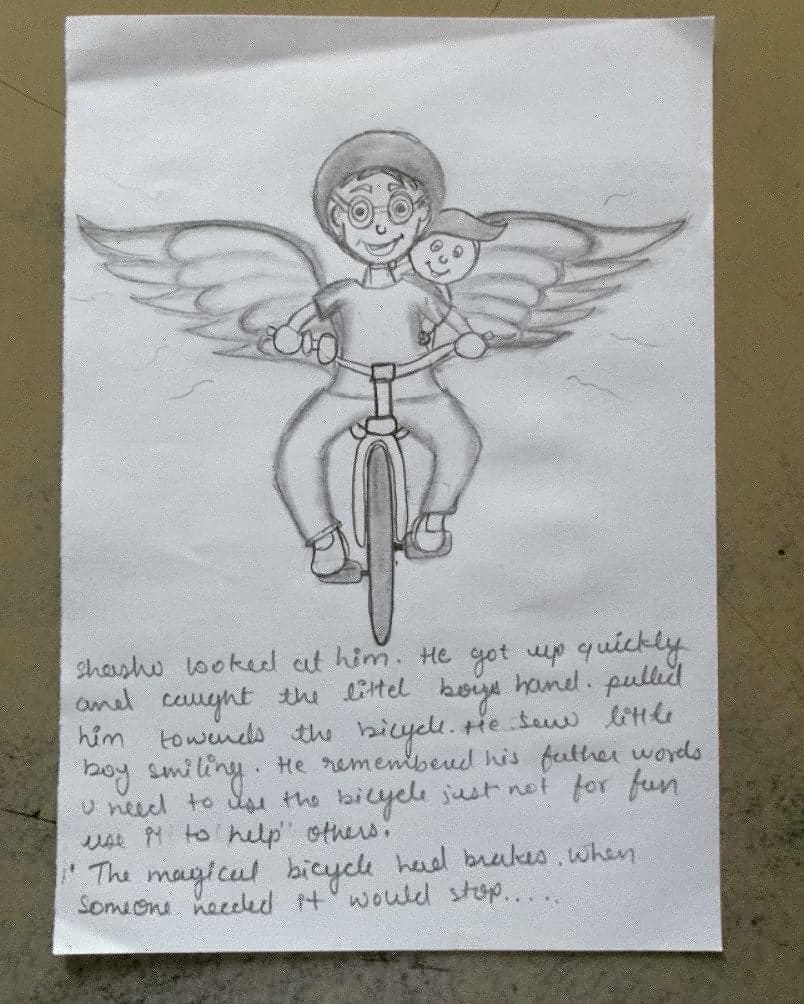 shashu looked at him. He got up quickly
and caught the littel boys hand. pulled
him towards the bicycle. He saw little
boy smiling. He rememberd his father words
U need to use the bicycle just not for fun
use it to "help" others.
" The magical bicycle had brakes. when
someone needed it would stop.....